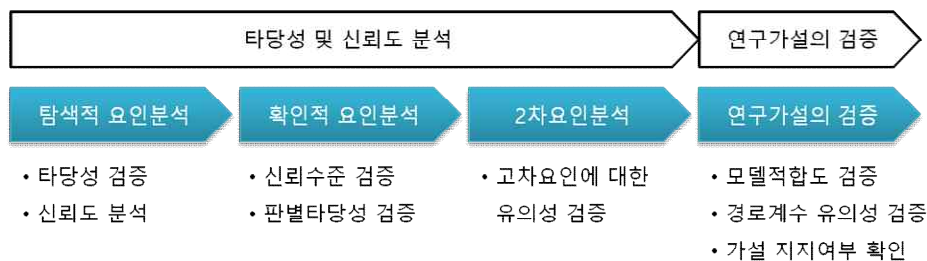 타당성 및 신뢰도 분석
연구가설의 검증
탐색적 요인분석
확인적 요인분석
2차요인분석
연구가설의 검증
• 타당성 검증
• 신뢰도 분석
• 신뢰수준 검증
• 판별타당성 검증
• 고차요인에 대한
유의성 검증
• 모델적합도 검증
• 경로계수 유의성 검증
• 가설 지지여부 확인